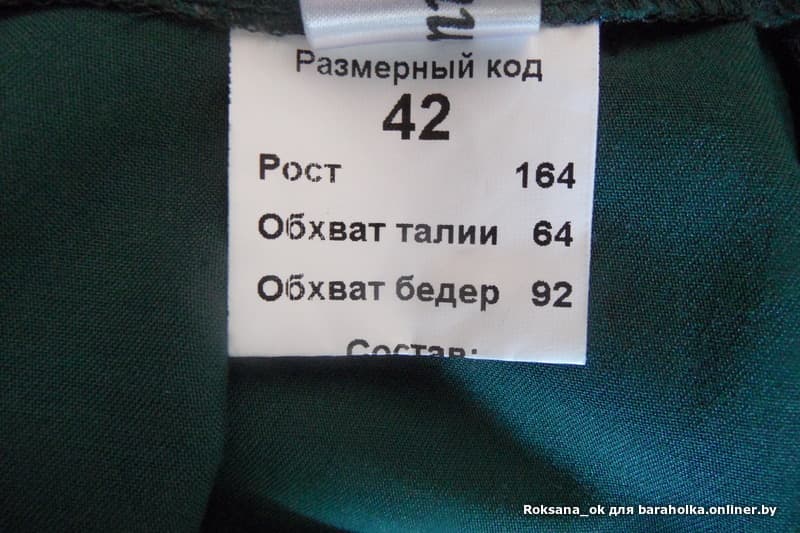 Размерный код
42
Рост 164
Обхват талии 64
Обхват бедер 92
Состав:
Roksana_ok для baraholka.onliner.by